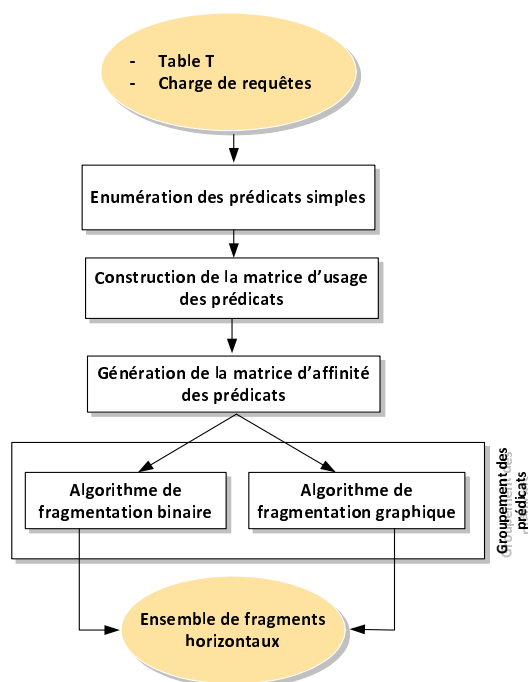 - Table T
- Charge de requêtes
Enumération des prédicats simples
Construction de la matrice d’usage
des prédicats
Génération de la matrice d’affinité
des prédicats
Algorithme de
fragmentation binaire
Algorithme de
fragmentation graphique
Groupement des
prédicats
Ensemble de fragments
horizontaux